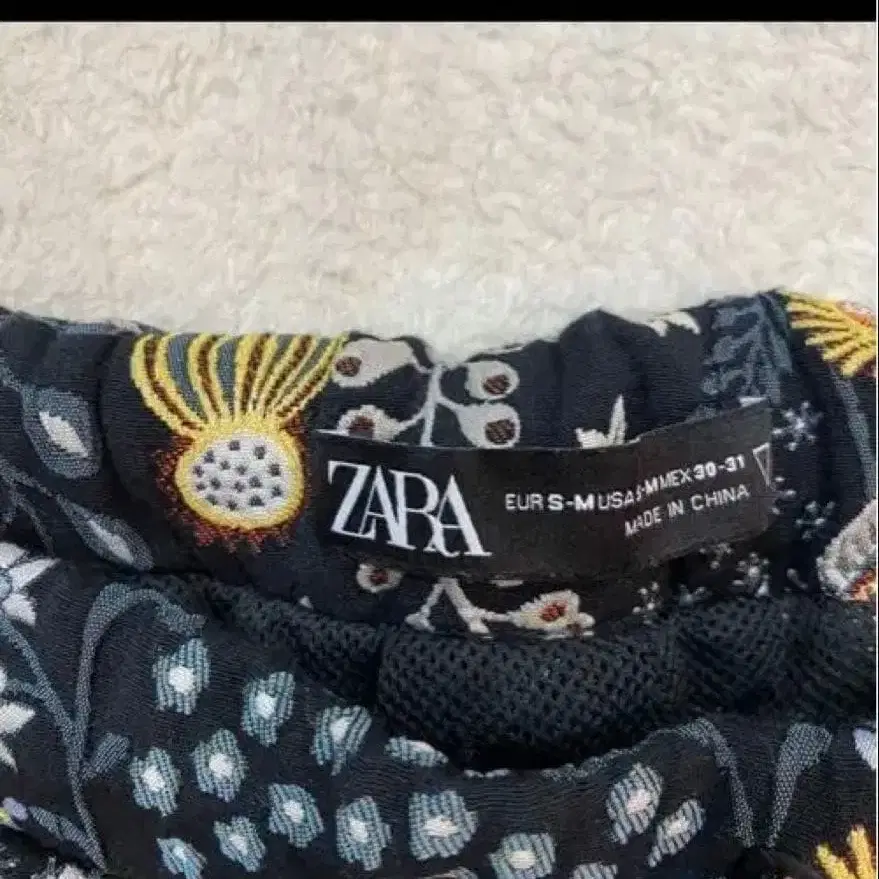 ZARA
EUR S-M USA S-M MEX 30-31
MADE IN CHINA